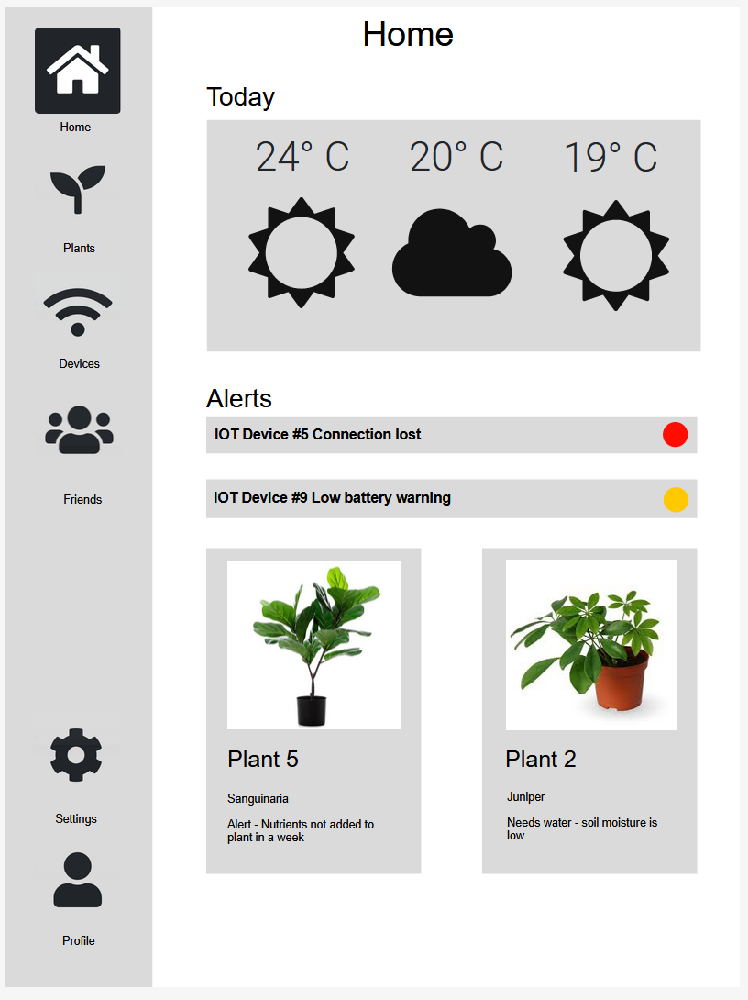 Home
Home
Plants
Devices
Friends
Settings
Profile
Today
24° C 20° C 19° C
Alerts
IOT Device #5 Connection lost
IOT Device #9 Low battery warning
Plant 5
Sanguinaria
Alert - Nutrients not added to
plant in a week
Plant 2
Juniper
Needs water - soil moisture is
low